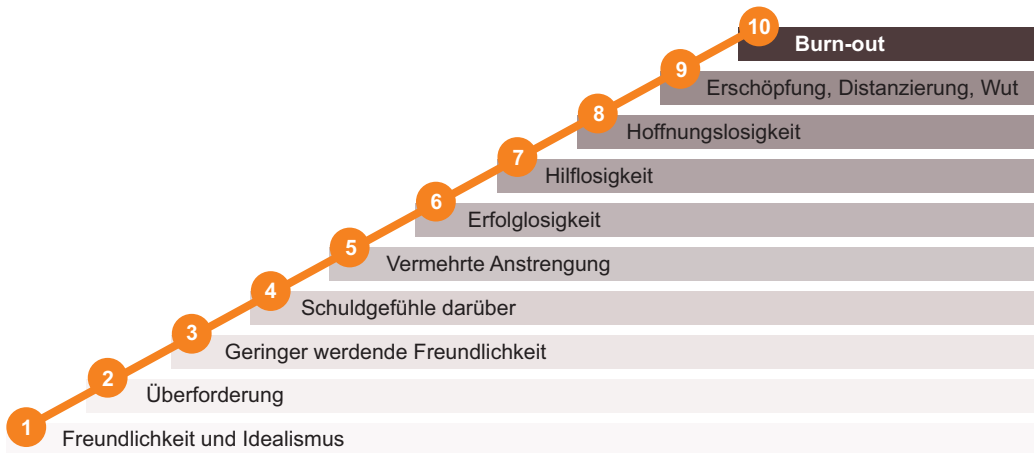 10 Burn-out
9 Erschöpfung, Distanzierung, Wut
8 Hoffnungslosigkeit
7 Hilflosigkeit
6 Erfolglosigkeit
5 Vermehrte Anstrengung
4 Schuldgefühle darüber
3 Geringer werdende Freundlichkeit
2 Überforderung
1 Freundlichkeit und Idealismus